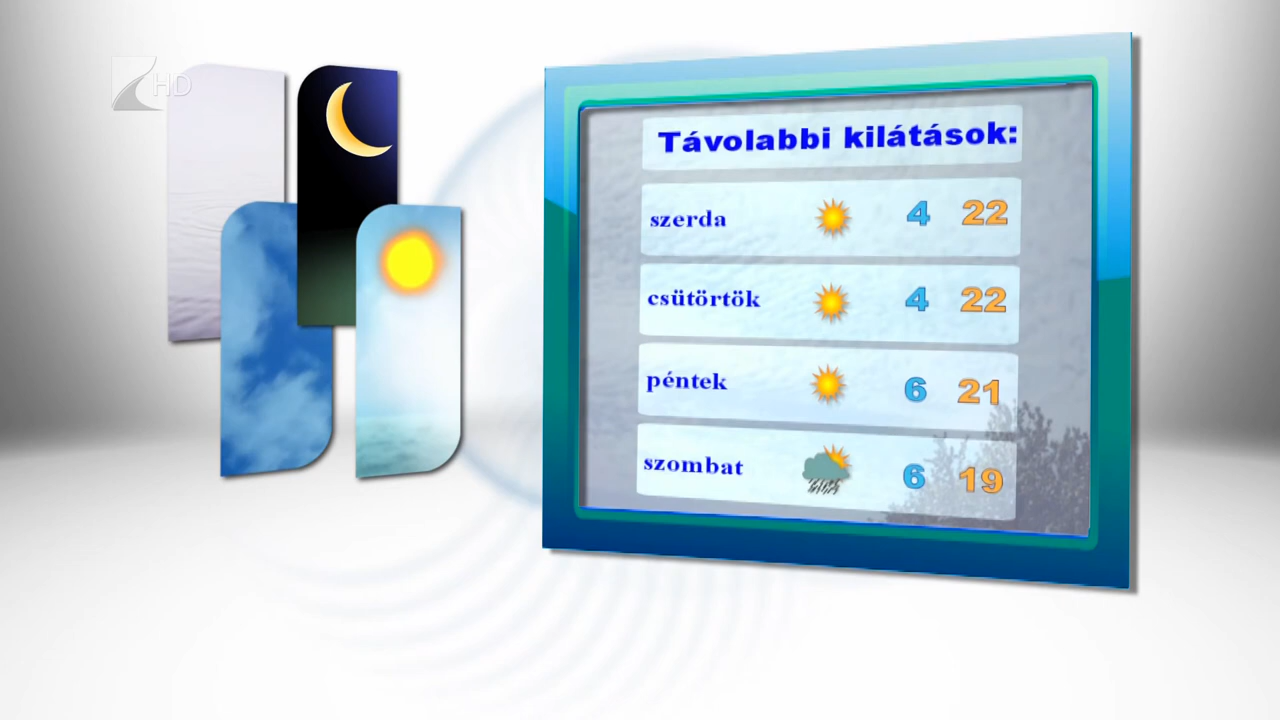 HD
Távolabbi kilátások:
szerda 4 22
csütörtök 4 22
péntek 6 21
szombat 6 19